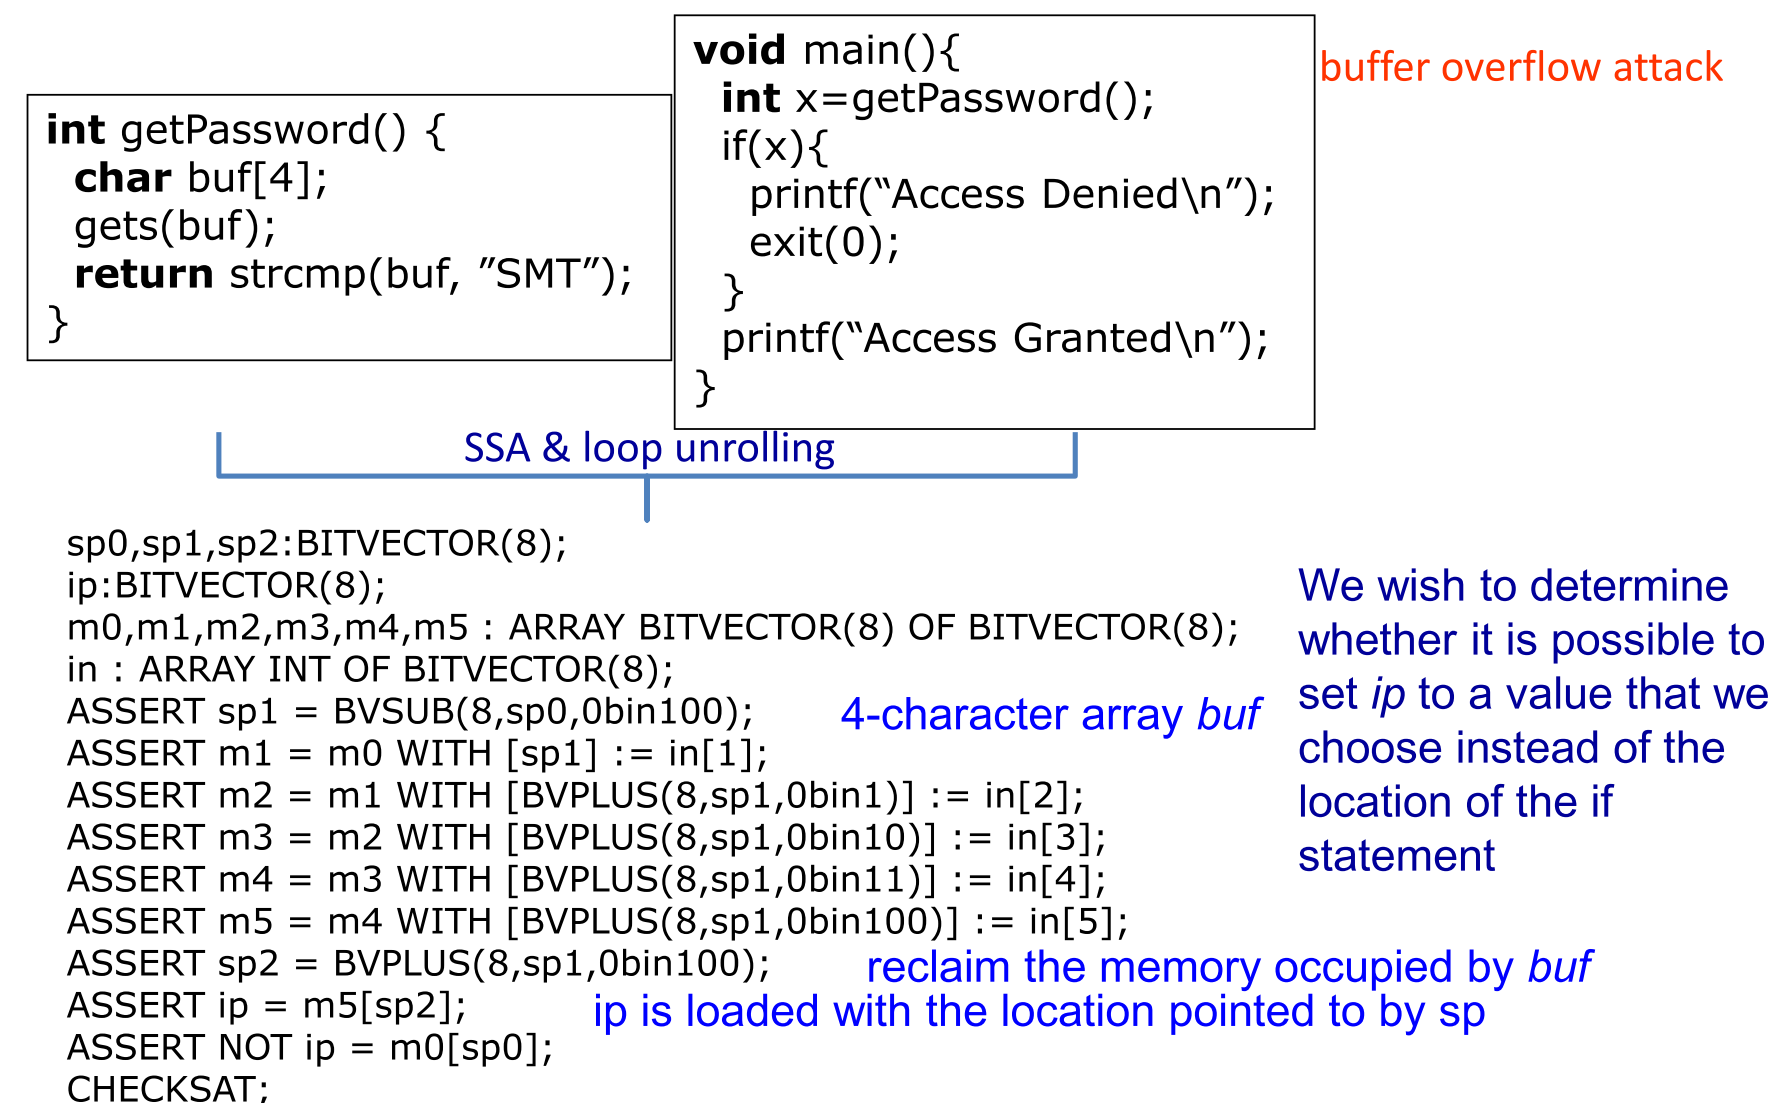 int getPassword() {
char buf[4];
gets(buf);
return strcmp(buf, ”SMT”);
}
void main(){
int x=getPassword();
if(x){
printf(“Access Denied\n”);
exit(0);
}
printf(“Access Granted\n”);
}
buffer overflow attack
SSA & loop unrolling
sp0,sp1,sp2:BITVECTOR(8);
ip:BITVECTOR(8);
m0,m1,m2,m3,m4,m5 : ARRAY BITVECTOR(8) OF BITVECTOR(8);
in : ARRAY INT OF BITVECTOR(8);
ASSERT sp1 = BVSUB(8,sp0,0bin100);
4-character array buf
ASSERT m1 = m0 WITH [sp1] := in[1];
ASSERT m2 = m1 WITH [BVPLUS(8,sp1,0bin1)] := in[2];
ASSERT m3 = m2 WITH [BVPLUS(8,sp1,0bin10)] := in[3];
ASSERT m4 = m3 WITH [BVPLUS(8,sp1,0bin11)] := in[4];
ASSERT m5 = m4 WITH [BVPLUS(8,sp1,0bin100)] := in[5];
ASSERT sp2 = BVPLUS(8,sp1,0bin100);
reclaim the memory occupied by buf
ASSERT ip = m5[sp2];
ip is loaded with the location pointed to by sp
ASSERT NOT ip = m0[sp0];
CHECKSAT;
We wish to determine
whether it is possible to
set ip to a value that we
choose instead of the
location of the if
statement